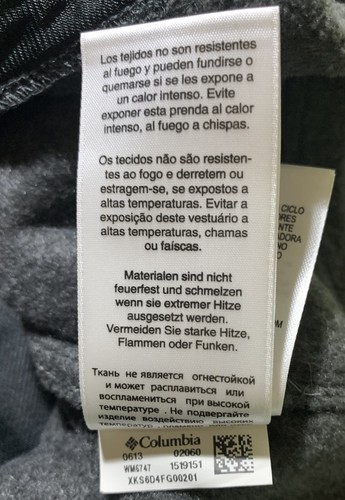 Los tejidos no son resistentes
al fuego y pueden fundirse o
quemarse si se les expone a
un calor intenso. Evite
exponer esta prenda al calor
intenso, al fuego a chispas.
Os tecidos não são resisten-
tes ao fogo e derretem ou
estragem-se, se expostos a
altas temperaturas. Evitar a
exposição deste vestuário a
altas temperaturas, chamas
ou faíscas.
Materialen sind nicht
feuerfest und schmelzen
wenn sie extremer Hitze
ausgesetzt werden.
Vermeiden Sie starke Hitze,
Flammen oder Funken.
Ткань не является огнестойкой
и может расплавиться или
воспламениться при высокой
температуре . Не подвергайте
изделие воздействию высоких
CICLO
Columbia
0613 02060
WM6747 1519151
XKS6D4FG00201